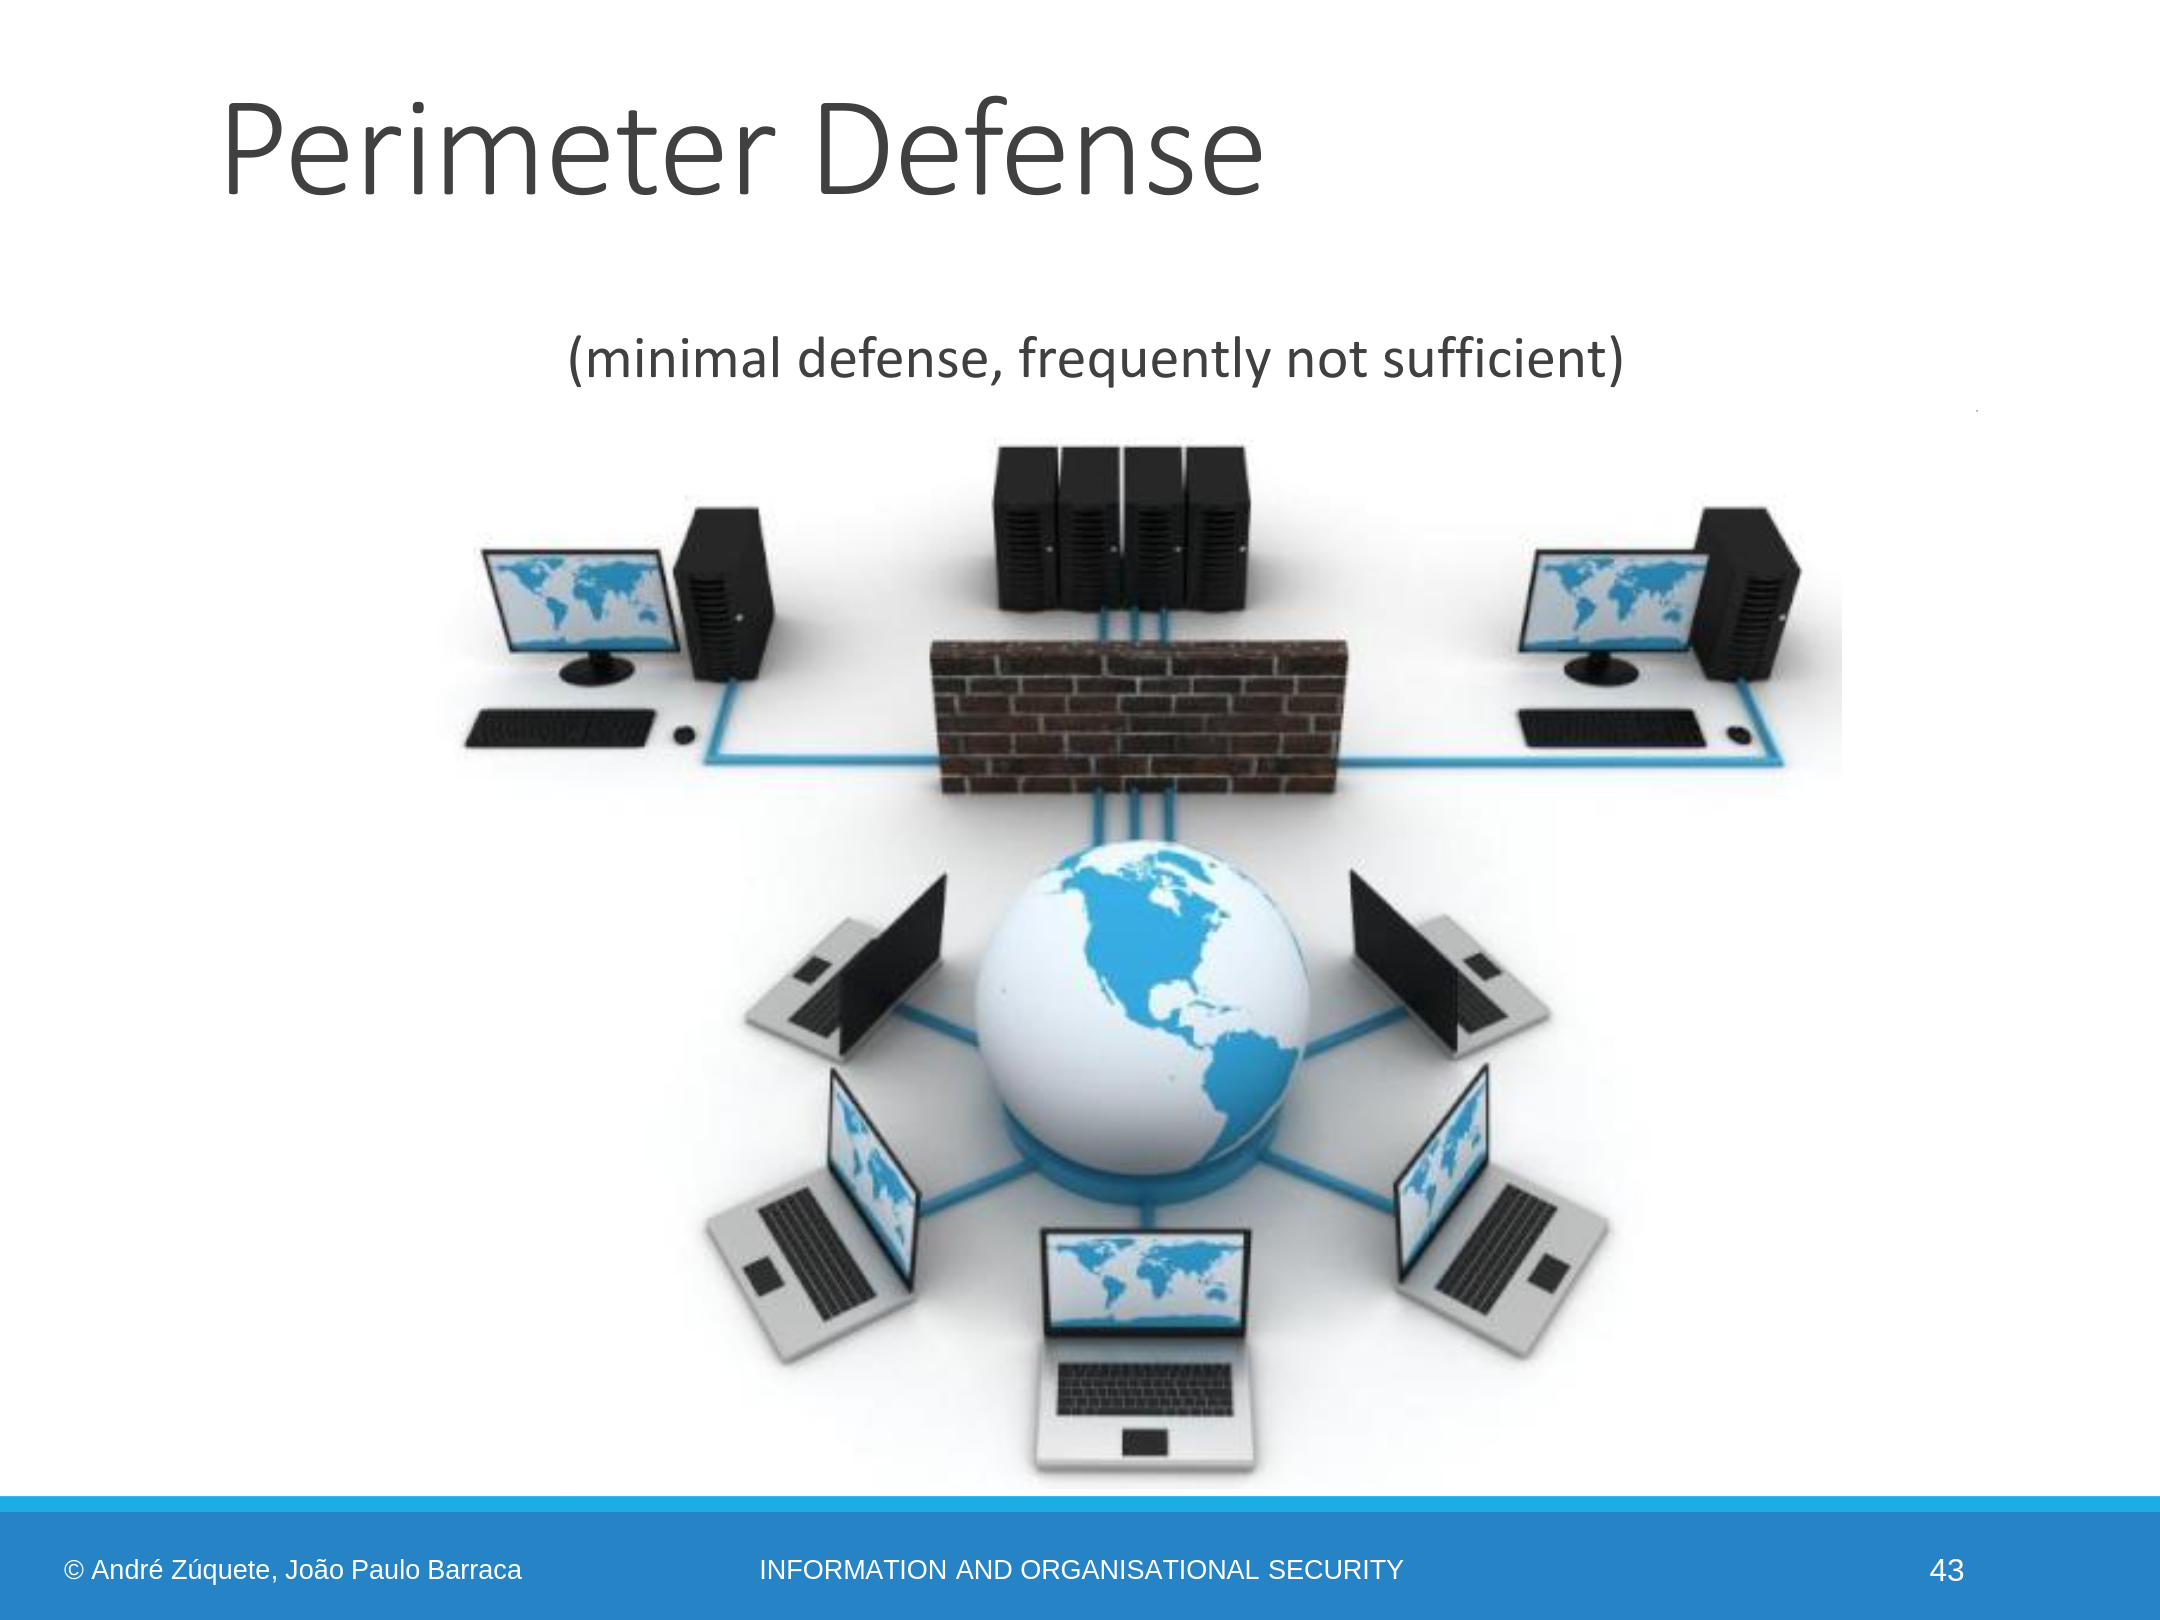 Perimeter Defense
(minimal defense, frequently not sufficient)
© André Zúquete, João Paulo Barraca
INFORMATION AND ORGANISATIONAL SECURITY
43